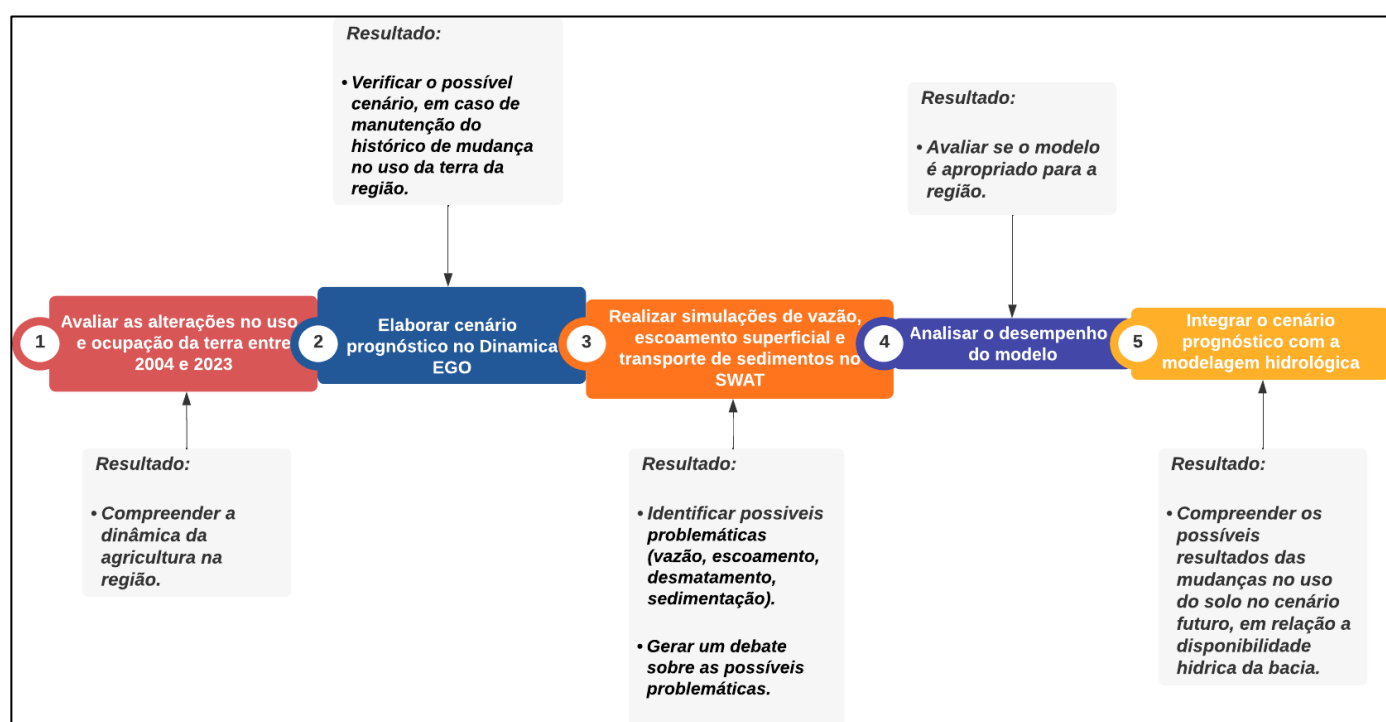 Resultado:
• Verificar o possível
cenário, em caso de
manutenção do
histórico de mudança
no uso da terra da
região.
Resultado:
• Avaliar se o modelo
é apropriado para a
região.
1
Avaliar as alterações no uso
e ocupação da terra entre
2004 e 2023
2
Elaborar cenário
prognóstico no Dinamica
EGO
3
Realizar simulações de vazão,
escoamento superficial e
transporte de sedimentos no
SWAT
4
Analisar o desempenho
do modelo
5
Integrar o cenário
prognóstico com a
modelagem hidrológica
Resultado:
• Compreender a
dinâmica da
agricultura na
região.
Resultado:
• Identificar possiveis
problemáticas
(vazão, escoamento,
desmatamento,
sedimentação).
• Gerar um debate
sobre as possíveis
problemáticas.
Resultado:
• Compreender os
possíveis
resultados das
mudanças no uso
do solo no cenário
futuro, em relação a
disponibilidade
hidrica da bacia.